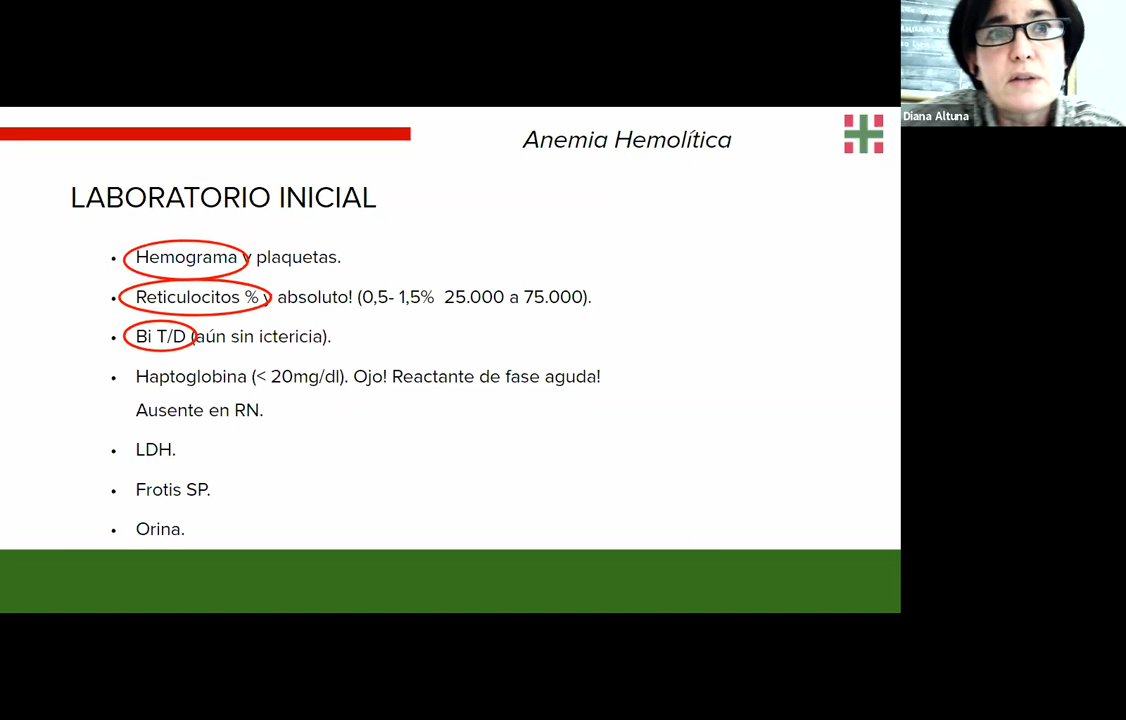 Diana Altuna
Anemia Hemolítica
LABORATORIO INICIAL
• Hemograma y plaquetas.
• Reticulocitos % y absoluto! (0,5- 1,5% 25.000 a 75.000).
• Bi T/D (aún sin ictericia).
• Haptoglobina (< 20mg/dl). Ojo! Reactante de fase aguda!
Ausente en RN.
• LDH.
• Frotis SP.
• Orina.